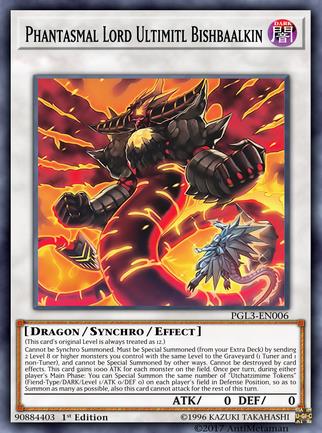 Phantasmal Lord Ultimitl Bishbaalkin
DARK
闇
PGL3-EN006
[Dragon / Synchro / Effect]
(This card's original Level is always treated as 12.)
Cannot be Synchro Summoned. Must be Special Summoned (from your Extra Deck) by sending
2 Level 8 or higher monsters you control with the same Level to the Graveyard (1 Tuner and 1
non-Tuner), and cannot be Special Summoned by other ways. Cannot be destroyed by card
effects. This card gains 1000 ATK for each monster on the field. Once per turn, during either
player's Main Phase: You can Special Summon the same number of "Utchatzimime Tokens"
(Fiend-Type/DARK/Level 1/ATK 0/DEF 0) on each player's field in Defense Position, so as to
Summon as many as possible, also this card cannot attack for the rest of this turn.
ATK/ 0 DEF/ 0
90884403 1st Edition ©1996 KAZUKI TAKAHASHI
©2017 AntiMetaman